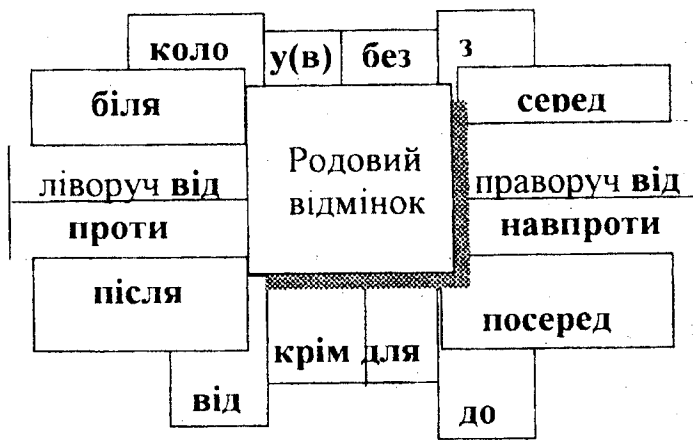 коло у(в) без з
біля серед
Родовий
відмінок
ліворуч від праворуч від
проти навпроти
після посеред
крім для
від до